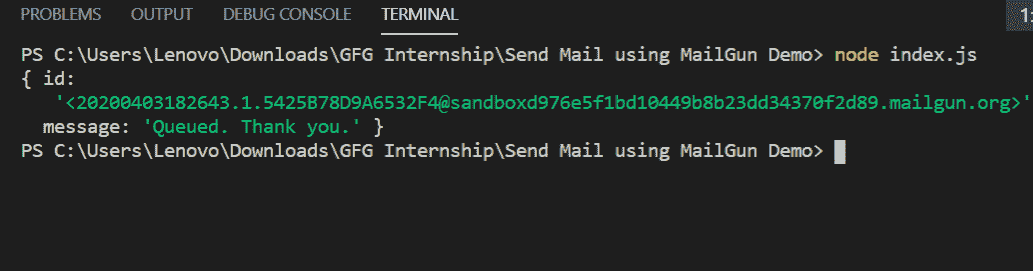 PROBLEMS OUTPUT DEBUG CONSOLE TERMINAL 1:
PS C:\Users\Lenovo\Downloads\GFG Internship\Send Mail using MailGun Demo> node index.js
{ id:
'<20200403182643.1.5425B78D9A6532F4@sandboxd976e5f1bd10449b8b23dd34370f2d89.mailgun.org>'
message: 'Queued. Thank you.' }
PS C:\Users\Lenovo\Downloads\GFG Internship\Send Mail using MailGun Demo>